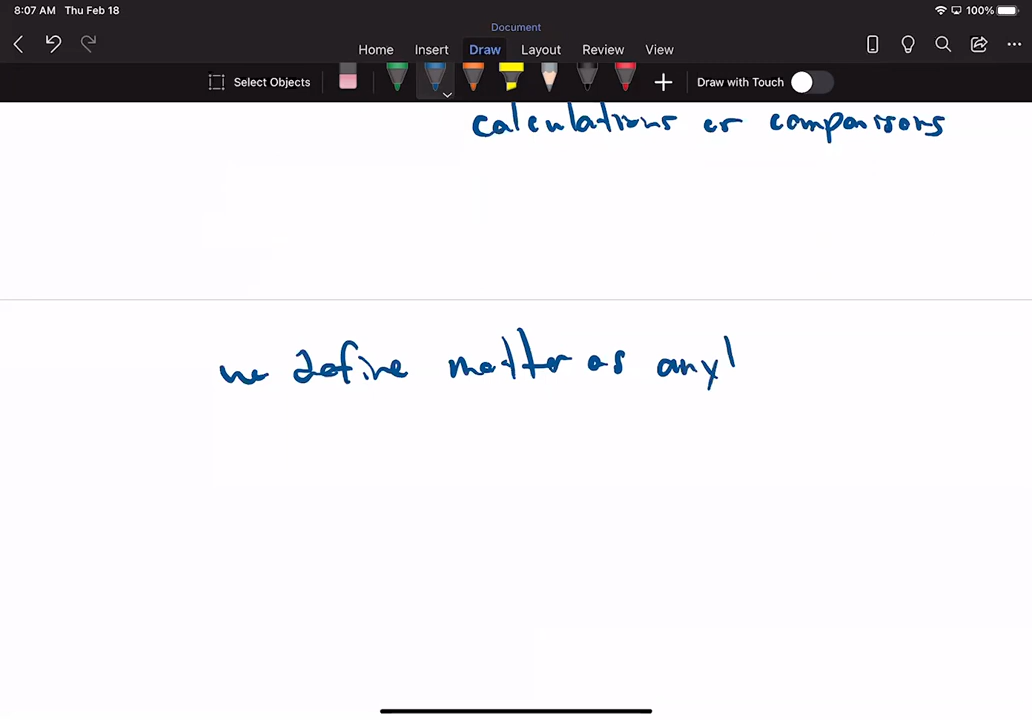 8:07 AM Thu Feb 18 100%
Document
Home Insert Draw Layout Review View
Select Objects Draw with Touch
calculations or comparisons
we define matter as anyt